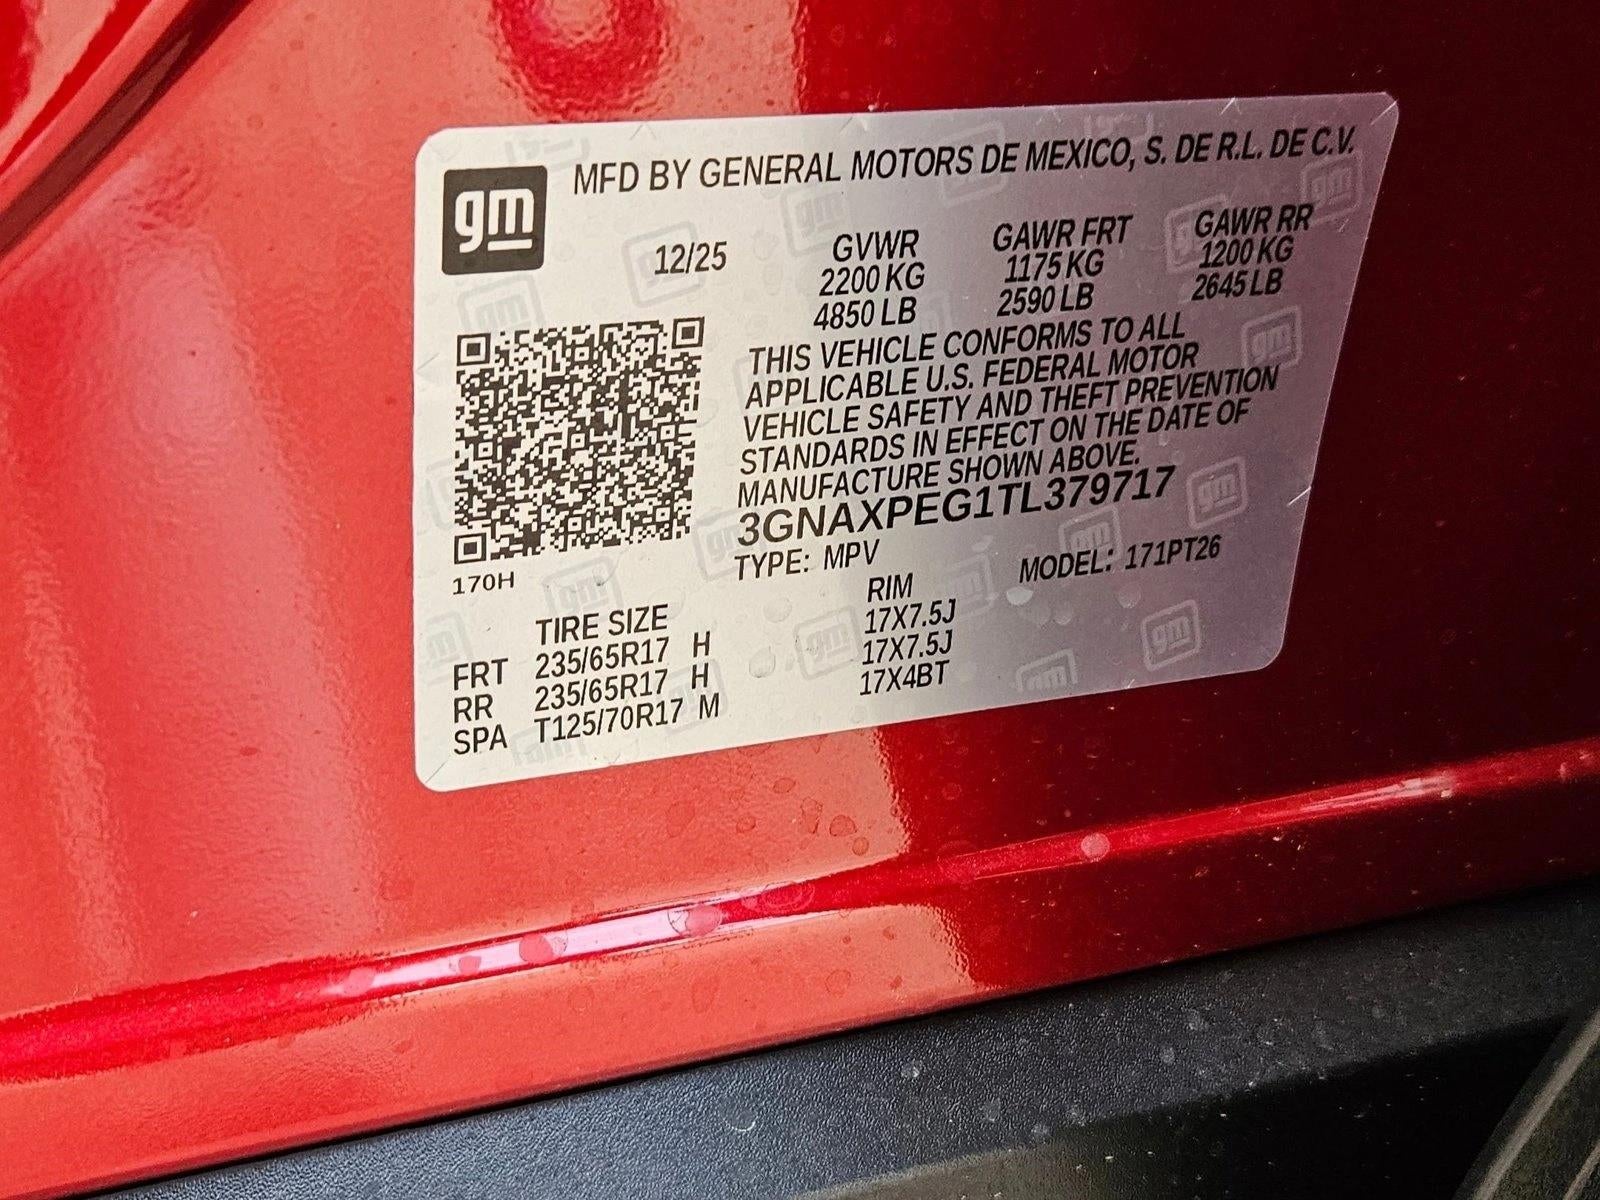 gm
MFD BY GENERAL MOTORS DE MEXICO, S. DE R.L. DE C.V.
12/25 GVWR GAWR FRT GAWR RR
2200 KG 1175 KG 1200 KG
4850 LB 2590 LB 2645 LB
THIS VEHICLE CONFORMS TO ALL
APPLICABLE U.S. FEDERAL MOTOR
VEHICLE SAFETY AND THEFT PREVENTION
STANDARDS IN EFFECT ON THE DATE OF
MANUFACTURE SHOWN ABOVE.
3GNAXPEG1TL379717
TYPE: MPV MODEL: 171PT26
170H
TIRE SIZE RIM
FRT 235/65R17 H 17X7.5J
RR 235/65R17 H 17X7.5J
SPA T125/70R17 M 17X4BT